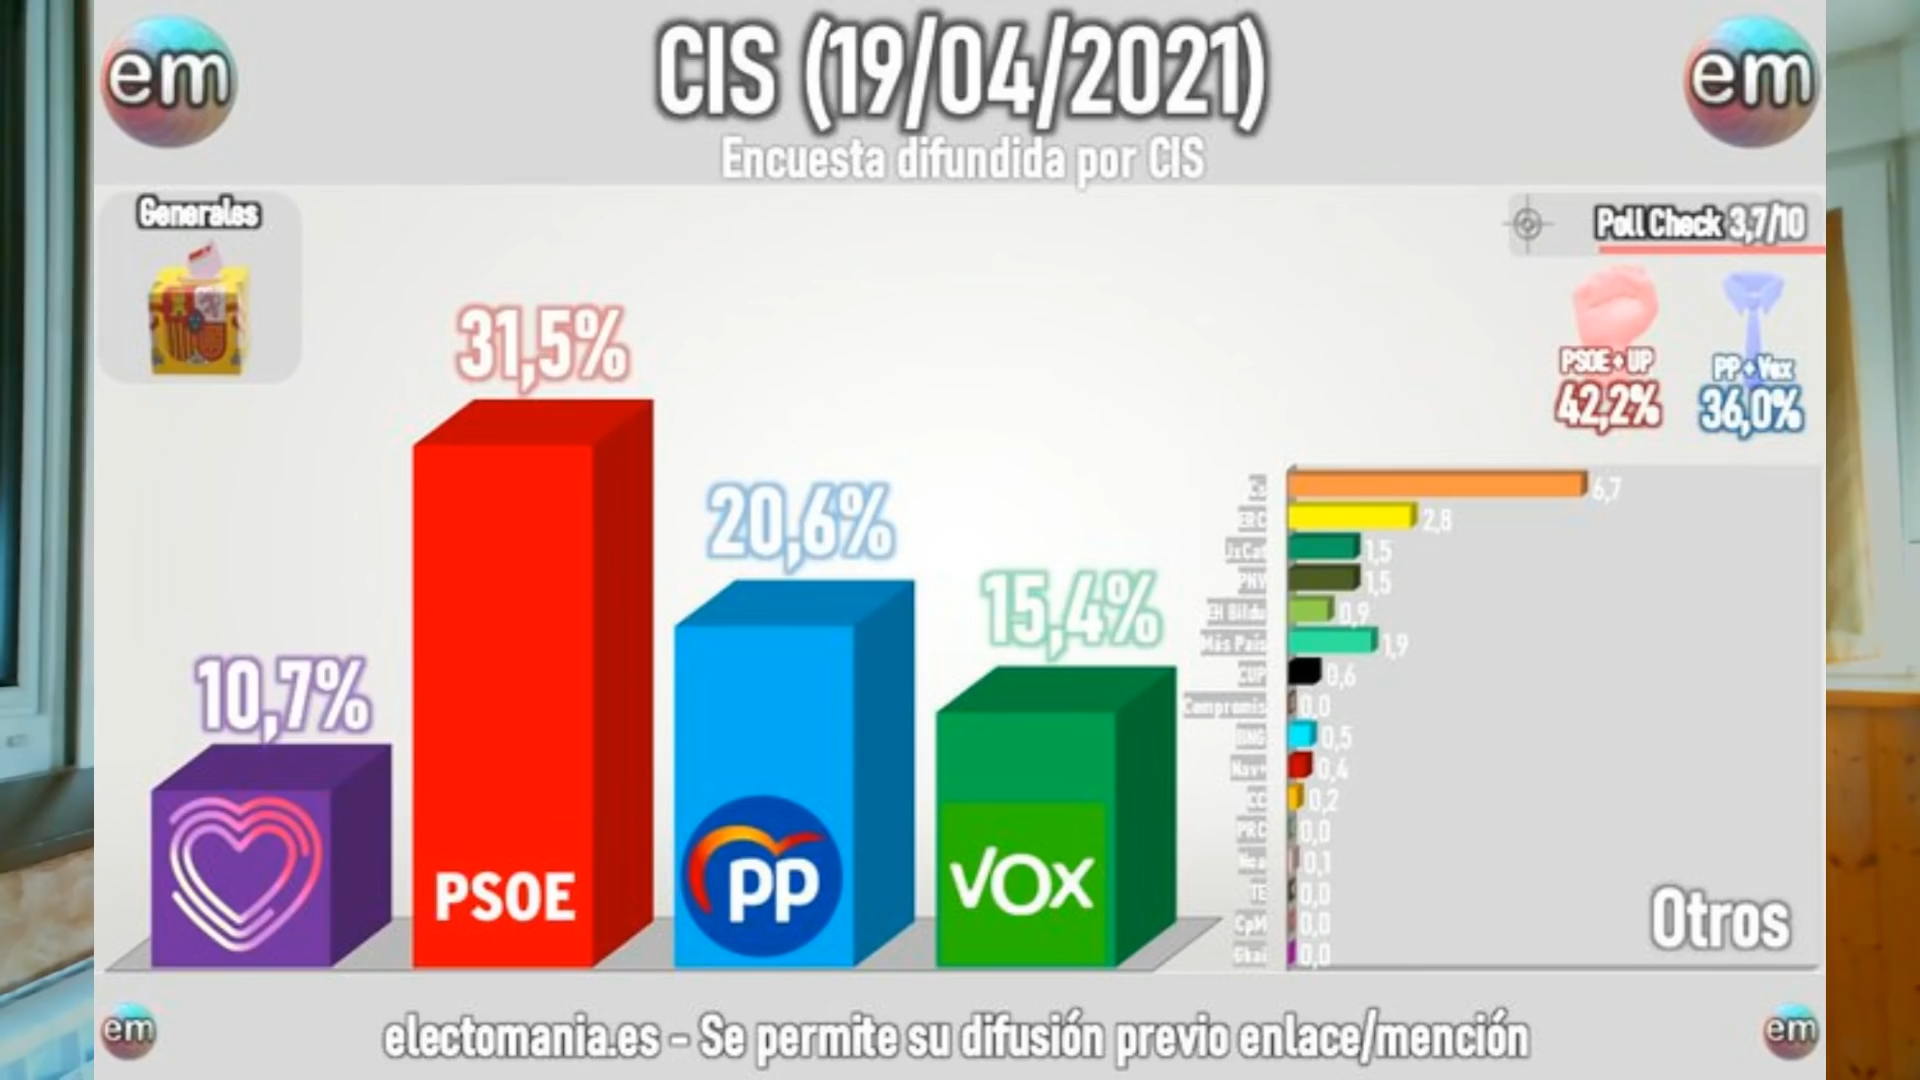 em
CIS (19/04/2021)
em
Encuesta difundida por CIS
Generales
Poll Check 3,7/10
PSOE + UP
42,2%
PP + Vox
36,0%
10,7%
31,5%
20,6%
15,4%
PSOE
pp
VOX
6,7
ERC 2,8
JxCat 1,5
PNV 1,5
EH Bildu 0,9
Más País 1,9
CUP 0,6
Compromis 0,0
BNG 0,5
Nav+ 0,4
CC 0,2
PRC 0,0
0,1
TE 0,0
CpM 0,0
0,0
Otros
em
electomania.es - Se permite su difusión previo enlace/mención
em